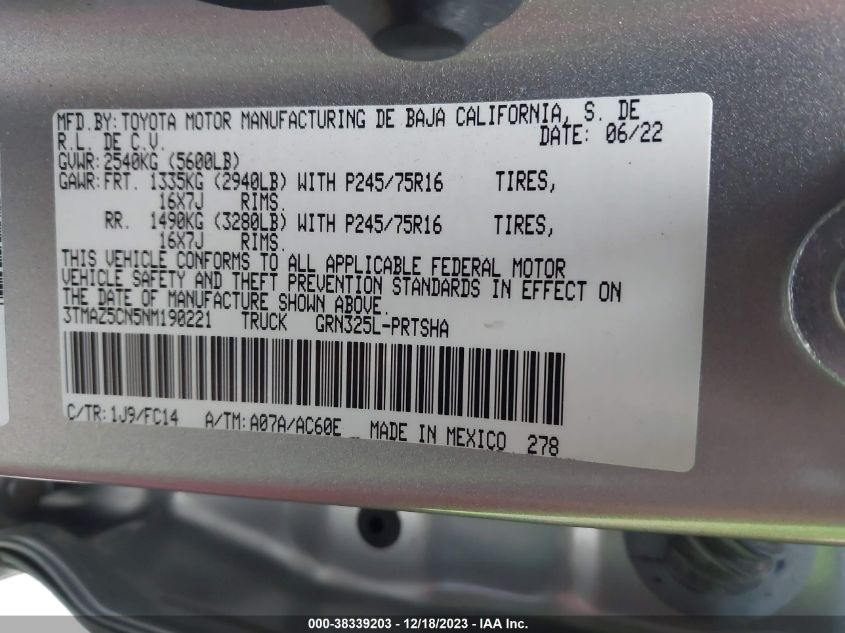 MFD.BY:TOYOTA MOTOR MANUFACTURING DE BAJA CALIFORNIA, S. DE
R.L. DE C.V. DATE: 06/22
GVWR:2540KG (5600LB)
GAWR:FRT. 1335KG (2940LB) WITH P245/75R16 TIRES,
16X7J RIMS.
RR. 1490KG (3280LB) WITH P245/75R16 TIRES,
16X7J RIMS.
THIS VEHICLE CONFORMS TO ALL APPLICABLE FEDERAL MOTOR
VEHICLE SAFETY AND THEFT PREVENTION STANDARDS IN EFFECT ON
THE DATE OF MANUFACTURE SHOWN ABOVE.
3TMAZ5CN5NM190221 TRUCK GRN325L-PRTSHA
C/TR:1J9/FC14 A/TM:A07A/AC60E MADE IN MEXICO 278
000-38339203 - 12/18/2023 - IAA Inc.